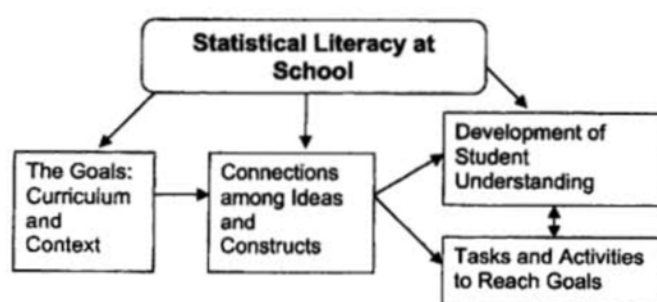 Statistical Literacy at
School
The Goals:
Curriculum
and
Context
Connections
among Ideas
and
Constructs
Development of
Student
Understanding
Tasks and Activities
to Reach Goals